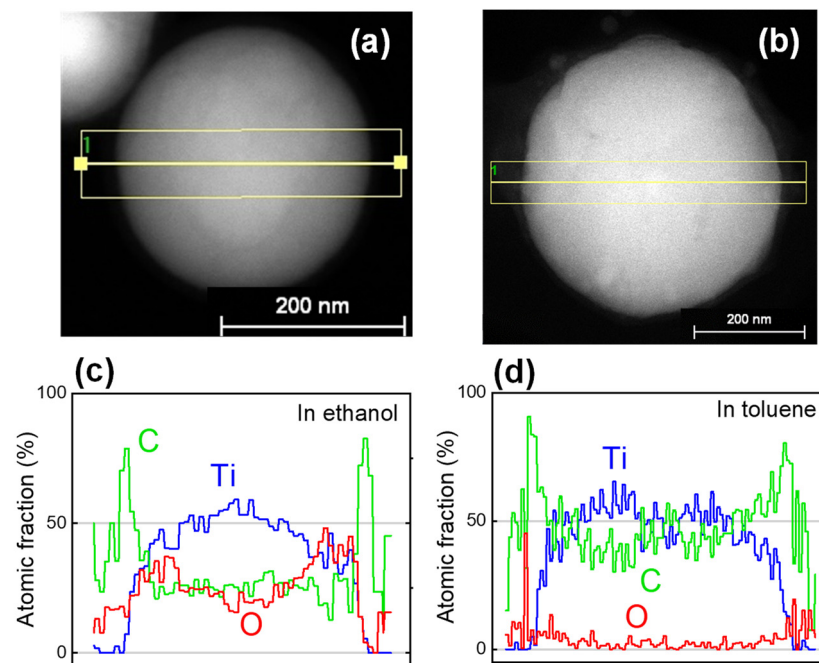 (a)
1
200 nm
(b)
1
200 nm
(c)
100
50
0
Atomic fraction (%)
In ethanol
C
Ti
O
(d)
100
50
0
Atomic fraction (%)
In toluene
Ti
C
O